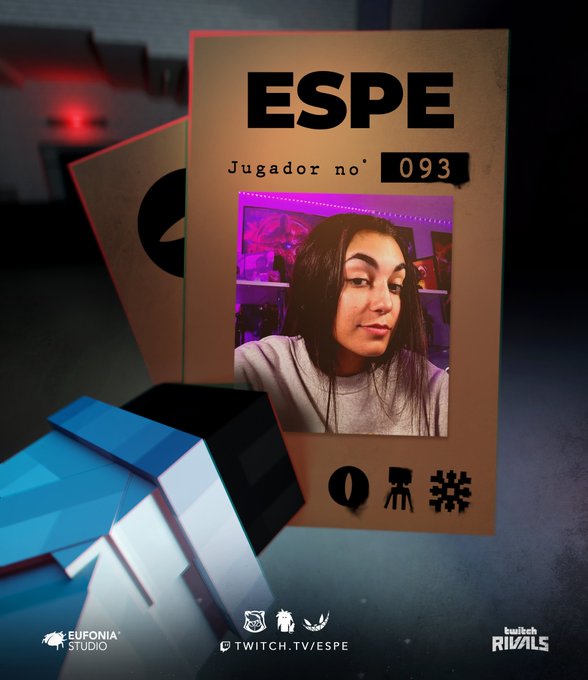 ESPE
Jugador no° 093
EUFONIA®
STUDIO
TWITCH.TV/ESPE
twitch
RIVALS